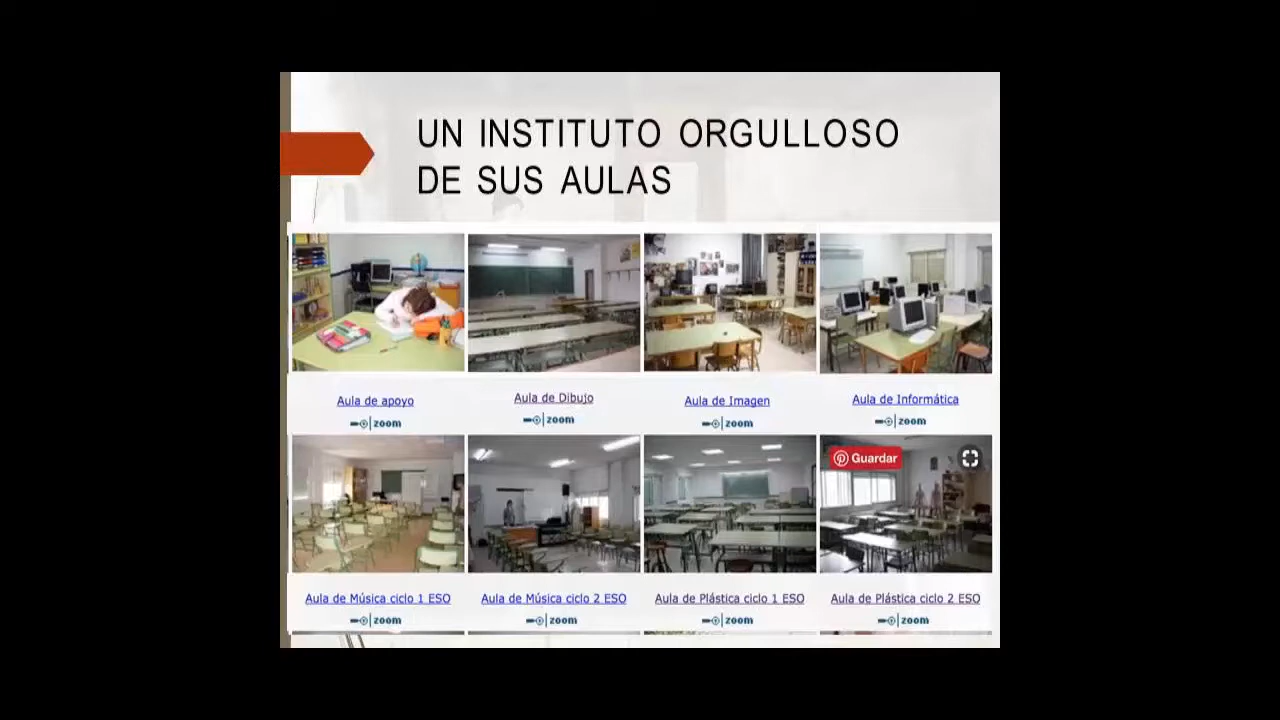 UN INSTITUTO ORGULLOSO
DE SUS AULAS
Aula de apoyo
zoom
Aula de Dibujo
zoom
Aula de Imagen
zoom
Aula de Informática
zoom
Guardar
Aula de Música ciclo 1 ESO
zoom
Aula de Música ciclo 2 ESO
zoom
Aula de Plástica ciclo 1 ESO
zoom
Aula de Plástica ciclo 2 ESO
zoom